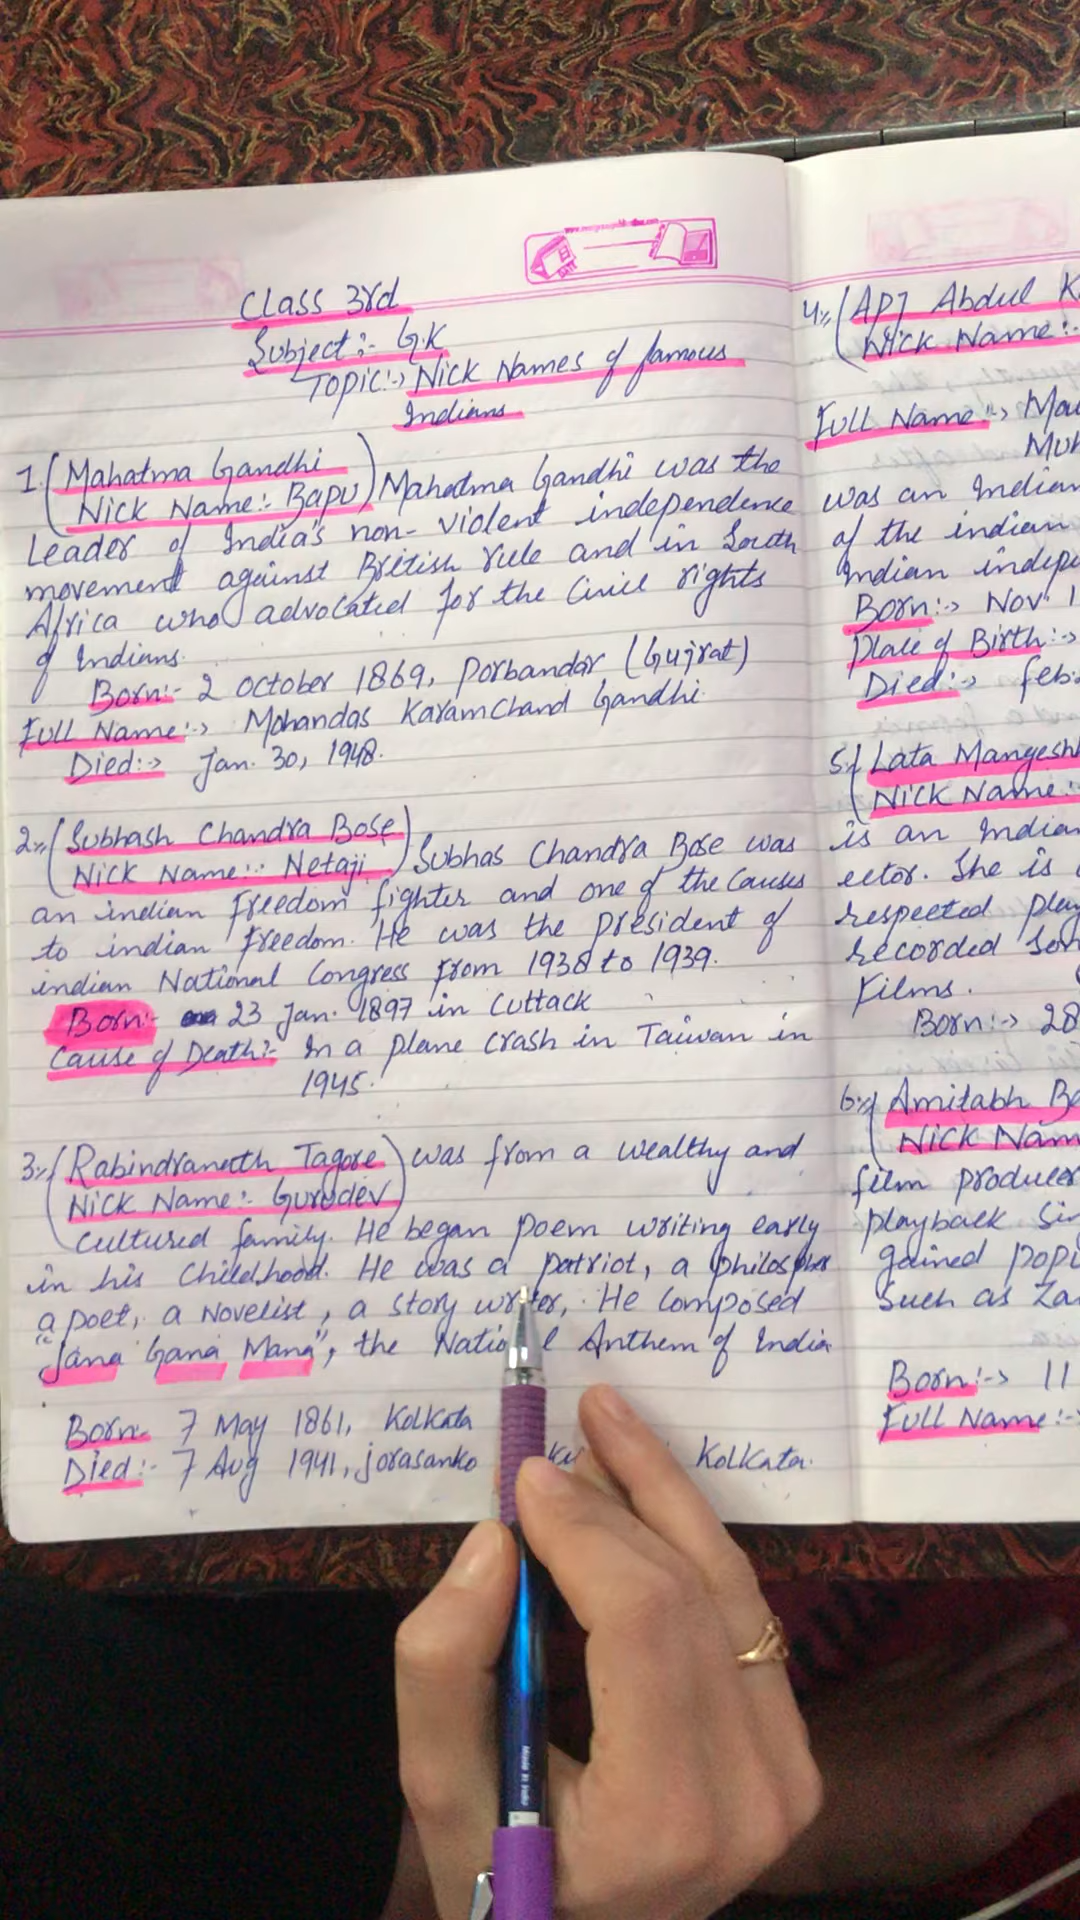 Class 3rd
Subject:- G.K
Topic:-> Nick Names of famous
Indians
1. (Mahatma Gandhi
Nick Name:- Bapu) Mahatma Gandhi was the
Leader of India's non-violent independence
movement against British rule and in South
Africa who advocated for the Civil rights
of Indians.
Born:- 2 October 1869, Porbandar (Gujrat)
Full Name:-> Mohandas Karamchand Gandhi.
Died:-> Jan. 30, 1948.
2. (Subhash Chandra Bose
Nick Name:- Netaji) Subhas Chandra Bose was
an indian freedom fighter and one of the Causes
to indian freedom. He was the president of
indian National Congress from 1938 to 1939.
Born:- 23 Jan. 1897 in Cuttack
Cause of Death:- In a plane crash in Taiwan in
1945.
3. (Rabindranath Tagore) was from a wealthy and
Nick Name:- Gurudev
Cultured family. He began poem writing early
in his Childhood. He was a patriot, a
a poet, a Novelist, a story writer, . He Composed
"Jana Gana Mana", the National Anthem of India
Born- 7 May 1861, Kolkata
Died:- 7 Aug 1941, jorasanko Kolkata.
4. (APJ Abdul
Nick Name:-
Full Name:->
was an Indian
of the indian
Indian
Born:-> Nov 1
Place of Birth:->
Died:-> feb.
5. (Lata
Nick Name:-
is an Indian
ector. She is
respected
recorded
Films.
Born:-> 28
6. (Amitabh
Nick
film producer
playback
gained
Such as
Born:-> 11
Full Name:-